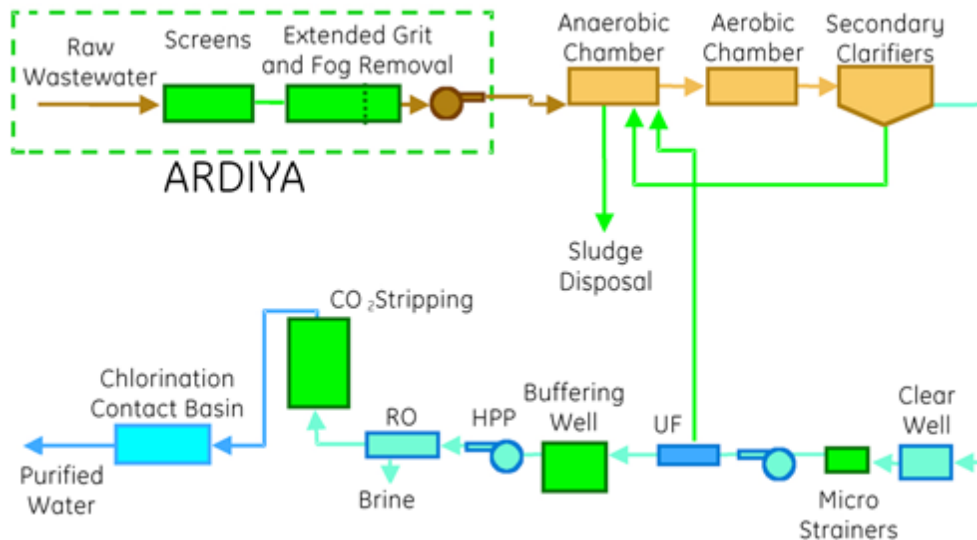 Raw
Wastewater
Screens
Extended Grit
and Fog Removal
ARDIYA
Anaerobic
Chamber
Aerobic
Chamber
Secondary
Clarifiers
Sludge
Disposal
CO₂Stripping
Chlorination
Contact Basin
Purified
Water
RO
Brine
HPP
Buffering
Well
UF
Micro
Strainers
Clear
Well